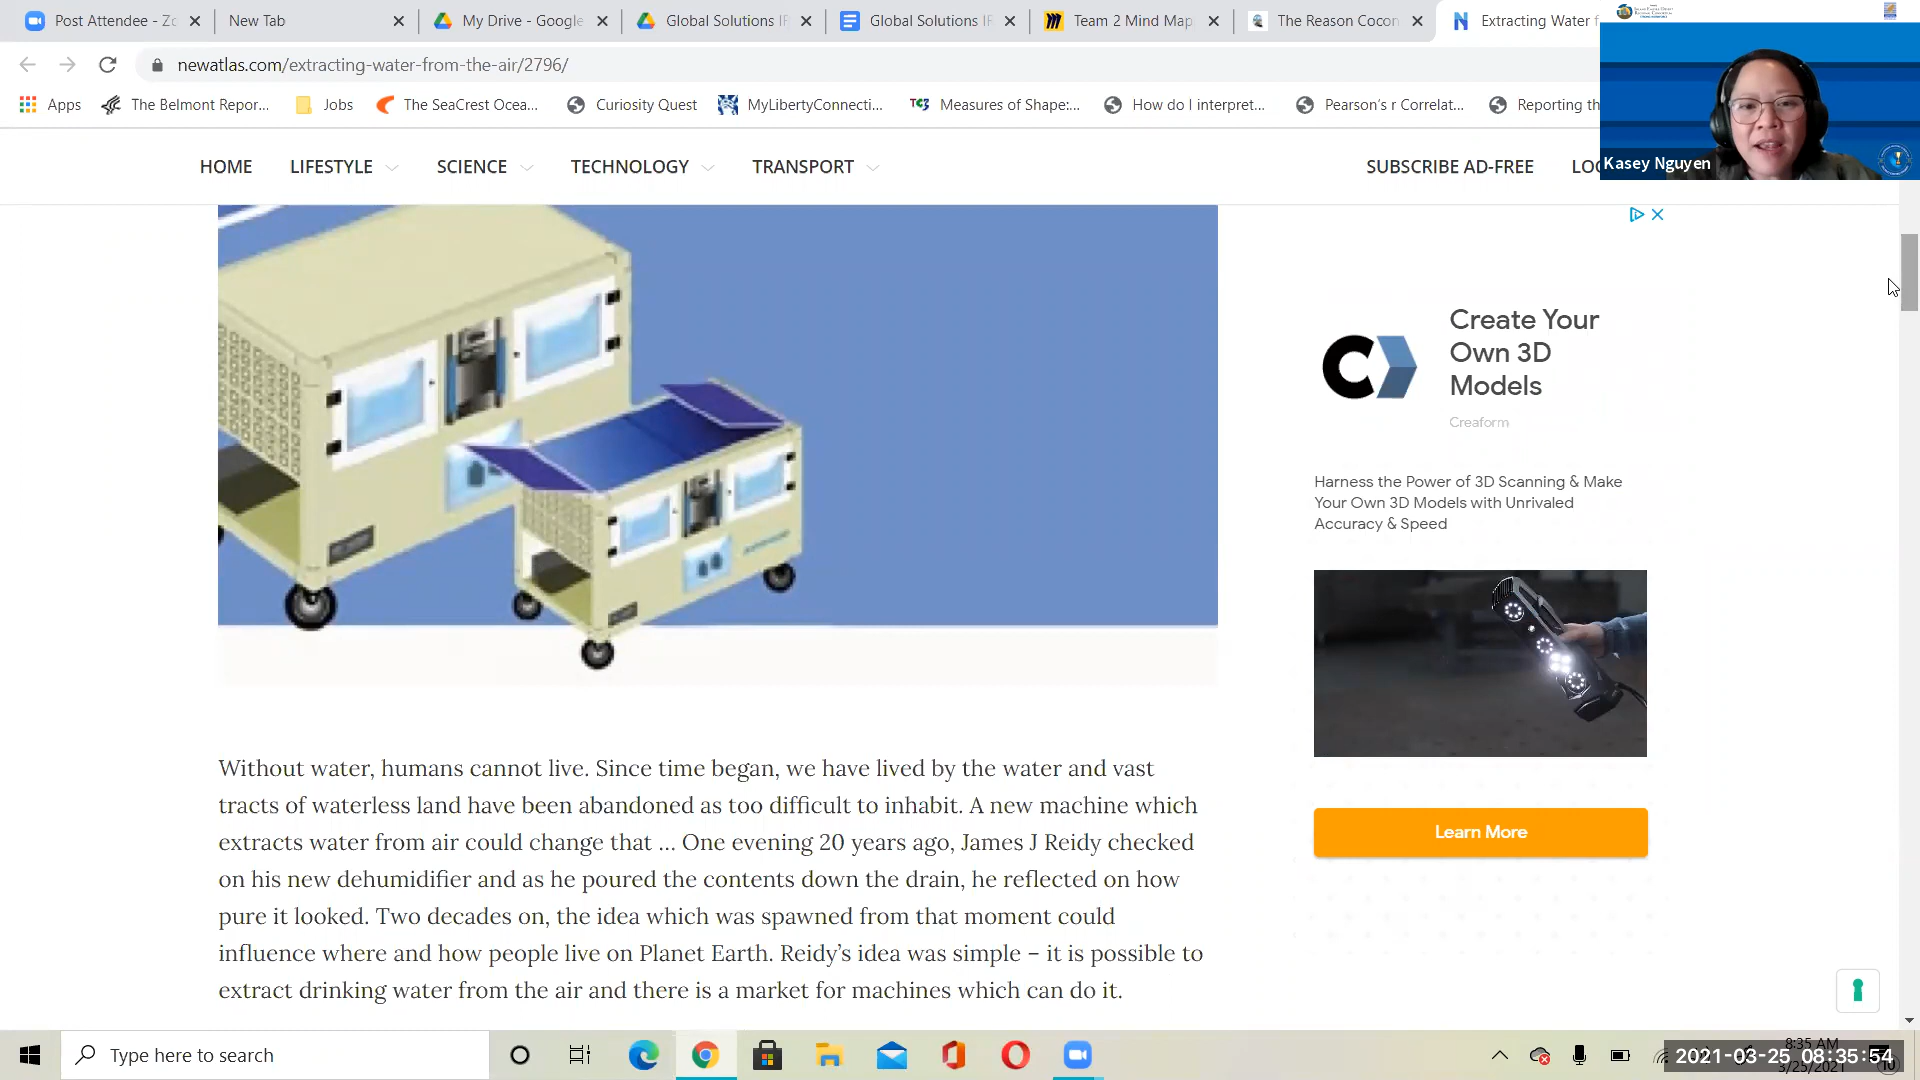 Post Attendee - Zo
New Tab
My Drive - Google
Global Solutions IF
Global Solutions IF
Team 2 Mind Map
The Reason Cocon
Extracting Water f
newatlas.com/extracting-water-from-the-air/2796/
Apps
The Belmont Repor...
Jobs
The SeaCrest Ocea...
Curiosity Quest
MyLibertyConnecti...
TC3
Measures of Shape:...
How do I interpret...
Pearson's r Correlat...
Reporting th
Kasey Nguyen
HOME
LIFESTYLE
SCIENCE
TECHNOLOGY
TRANSPORT
SUBSCRIBE AD-FREE
LO
Create Your
Own 3D
Models
Creaform
Harness the Power of 3D Scanning & Make
Your Own 3D Models with Unrivaled
Accuracy & Speed
Learn More
Without water, humans cannot live. Since time began, we have lived by the water and vast
tracts of waterless land have been abandoned as too difficult to inhabit. A new machine which
extracts water from air could change that … One evening 20 years ago, James J Reidy checked
on his new dehumidifier and as he poured the contents down the drain, he reflected on how
pure it looked. Two decades on, the idea which was spawned from that moment could
influence where and how people live on Planet Earth. Reidy's idea was simple – it is possible to
extract drinking water from the air and there is a market for machines which can do it.
Type here to search
8:35 AM
2021-03-25 08:35:54
3/25/2021